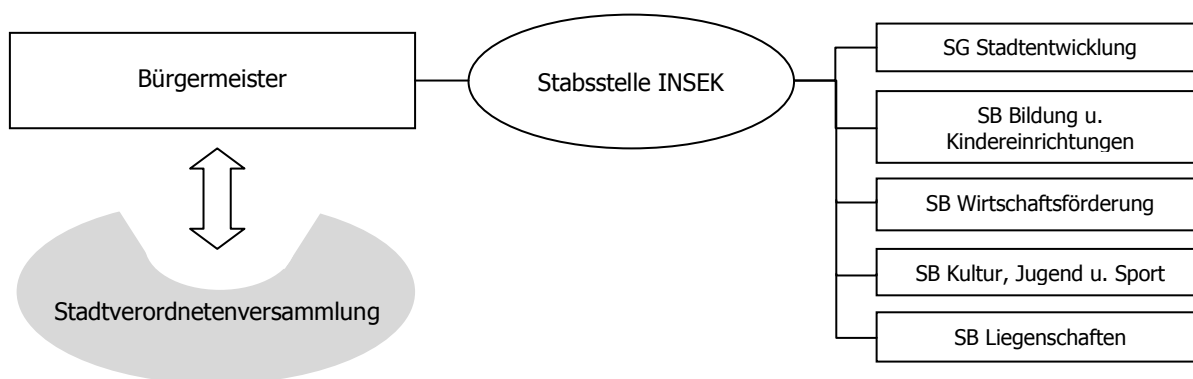 Bürgermeister
Stabsstelle INSEK
SG Stadtentwicklung
SB Bildung u.
Kindereinrichtungen
SB Wirtschaftsförderung
SB Kultur, Jugend u. Sport
SB Liegenschaften
Stadtverordnetenversammlung